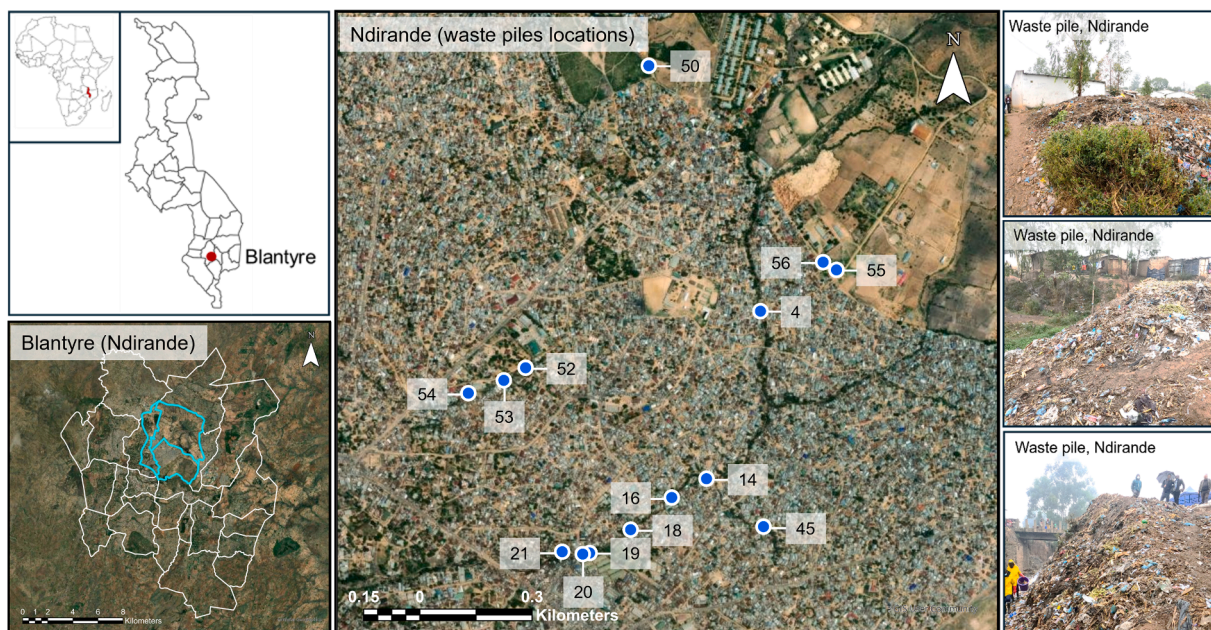 Blantyre
Blantyre (Ndirande)
N
0 1 2 4 6 8
Kilometers
Ndirande (waste piles locations)
N
50
56
55
4
52
54
53
14
16
45
18
21
19
20
0.15 0 0.3
Kilometers
Waste pile, Ndirande
Waste pile, Ndirande
Waste pile, Ndirande